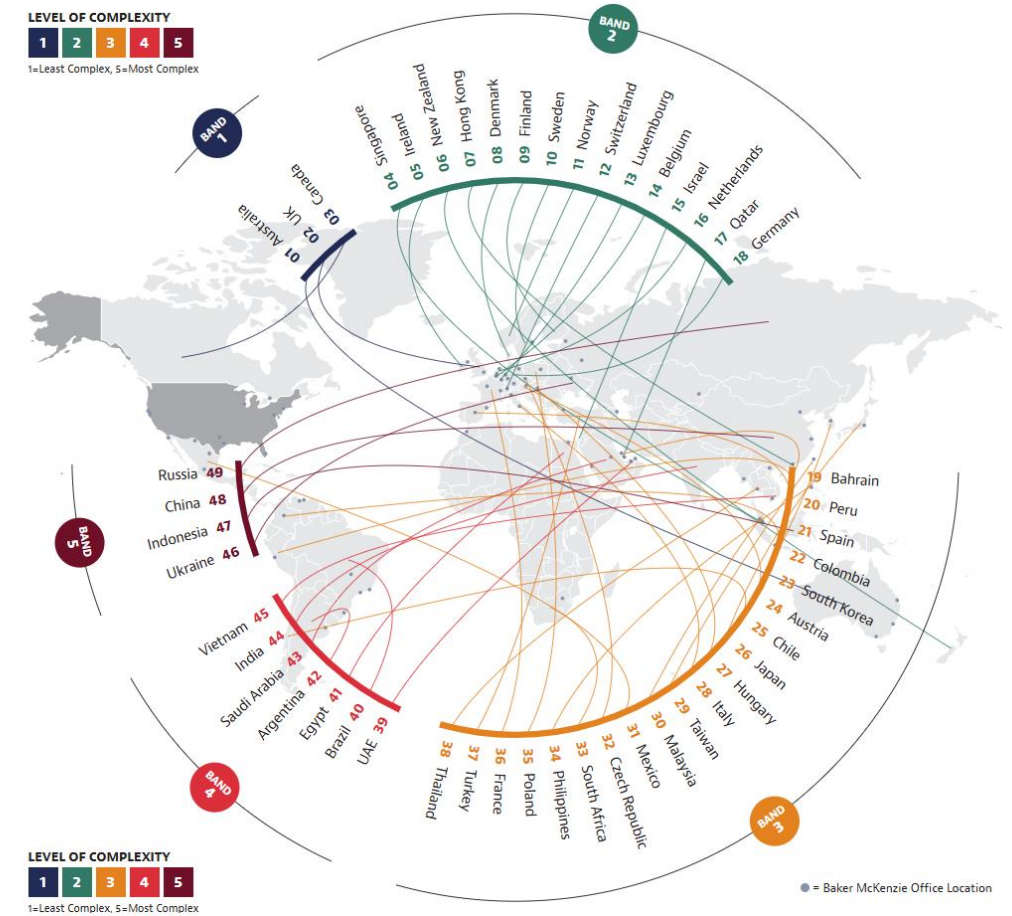 LEVEL OF COMPLEXITY
1 2 3 4 5
1=Least Complex, 5=Most Complex
BAND 1
01 Australia
02 UK
03 Canada
BAND 2
04 Singapore
05 Ireland
06 New Zealand
07 Hong Kong
08 Denmark
09 Finland
10 Sweden
11 Norway
12 Switzerland
13 Luxembourg
14 Belgium
15 Israel
16 Netherlands
17 Qatar
18 Germany
19 Bahrain
20 Peru
21 Spain
22 Colombia
23 South Korea
24 Austria
25 Chile
26 Japan
27 Hungary
28 Italy
29 Taiwan
30 Malaysia
31 Mexico
32 Czech Republic
33 South Africa
34 Philippines
35 Poland
36 France
37 Turkey
38 Thailand
BAND 3
UAE 39
Brazil 40
Egypt 41
Argentina 42
Saudi Arabia 43
India 44
Vietnam 45
BAND 4
Ukraine 46
Indonesia 47
China 48
Russia 49
BAND 5
LEVEL OF COMPLEXITY
1 2 3 4 5
1=Least Complex, 5=Most Complex
= Baker McKenzie Office Location